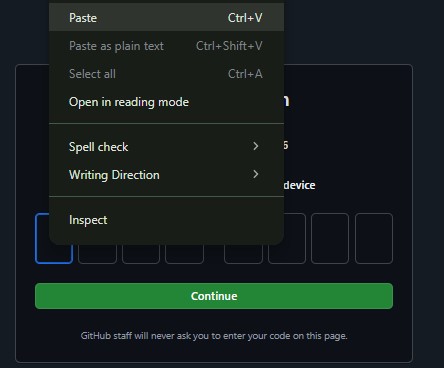 Paste Ctrl+V
Paste as plain text Ctrl+Shift+V
Select all Ctrl+A
Open in reading mode
Spell check
Writing Direction
Inspect
device
Continue
GitHub staff will never ask you to enter your code on this page.